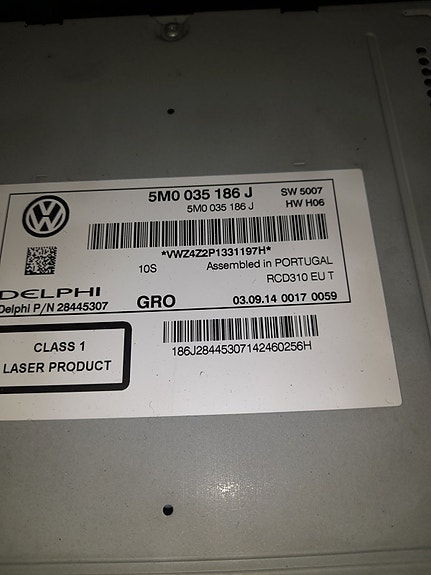 5M0 035 186 J SW 5007
5M0 035 186 J HW H06
*VWZ4Z2P1331197H*
10S Assembled in PORTUGAL
RCD310 EU T
DELPHI
Delphi P/N 28445307 GRO 03.09.14 0017 0059
CLASS 1
LASER PRODUCT
186J28445307142460256H